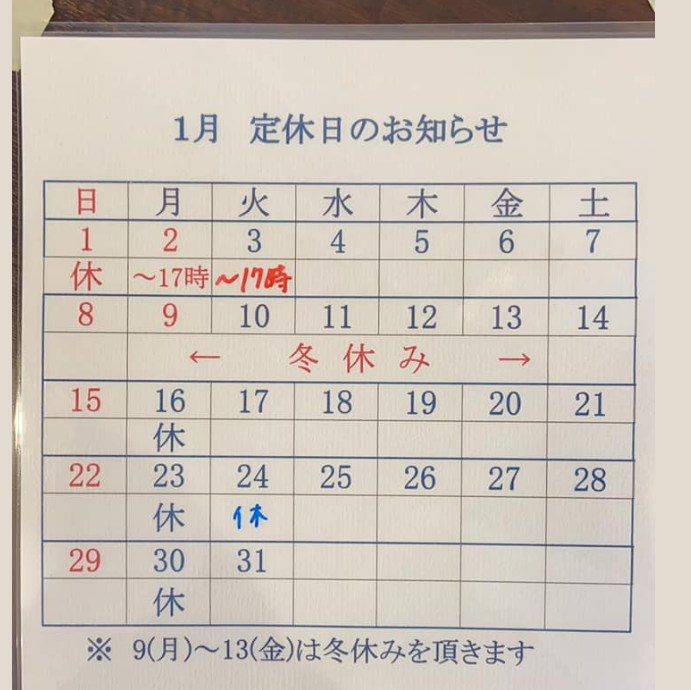 1月 定休日のお知らせ
日 月 火 水 木 金 土
1 2 3 4 5 6 7
休 〜17時 〜17時
8 9 10 11 12 13 14
← 冬休み →
15 16 17 18 19 20 21
休
22 23 24 25 26 27 28
休 休
29 30 31
休
※ 9(月)〜13(金)は冬休みを頂きます